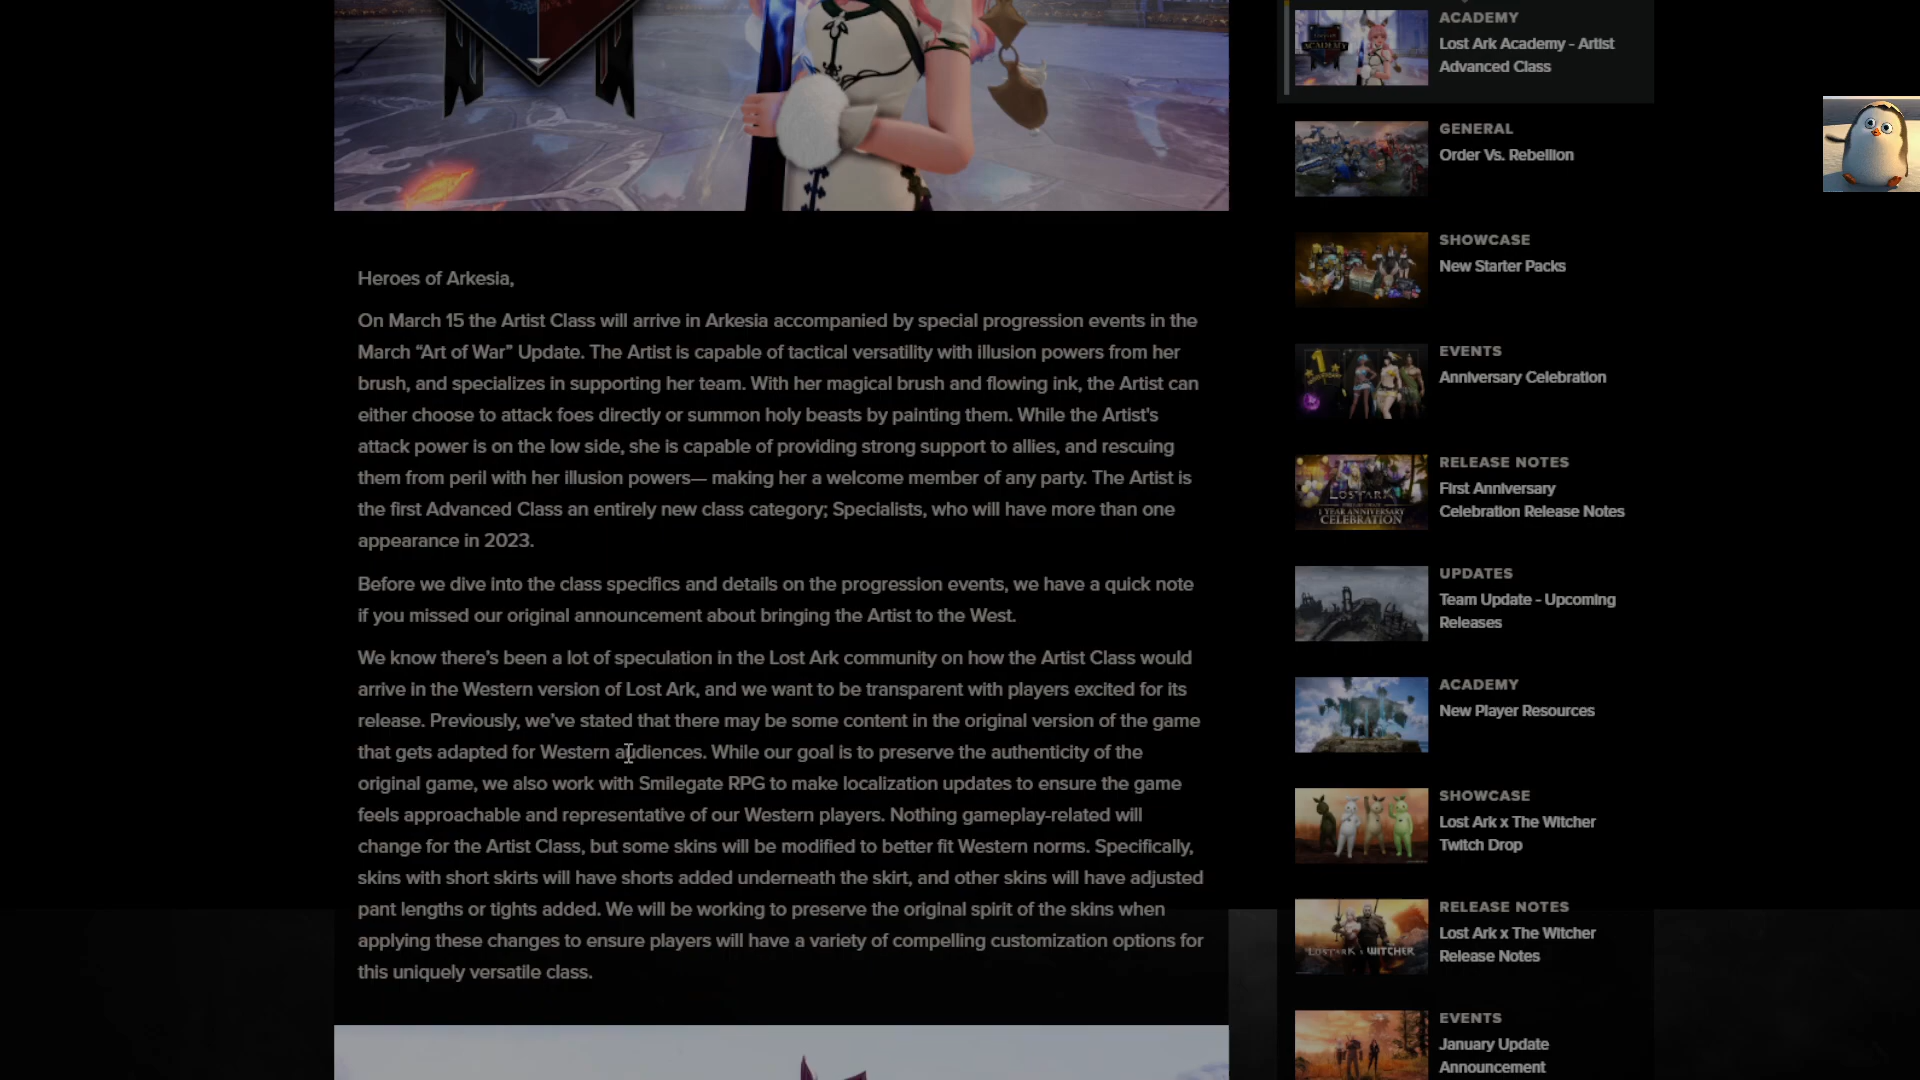 Heroes of Arkesia,
On March 15 the Artist Class will arrive in Arkesia accompanied by special progression events in the
March “Art of War” Update. The Artist is capable of tactical versatility with illusion powers from her
brush, and specializes in supporting her team. With her magical brush and flowing ink, the Artist can
either choose to attack foes directly or summon holy beasts by painting them. While the Artist's
attack power is on the low side, she is capable of providing strong support to allies, and rescuing
them from peril with her illusion powers— making her a welcome member of any party. The Artist is
the first Advanced Class an entirely new class category; Specialists, who will have more than one
appearance in 2023.
Before we dive into the class specifics and details on the progression events, we have a quick note
if you missed our original announcement about bringing the Artist to the West.
We know there’s been a lot of speculation in the Lost Ark community on how the Artist Class would
arrive in the Western version of Lost Ark, and we want to be transparent with players excited for its
release. Previously, we’ve stated that there may be some content in the original version of the game
that gets adapted for Western audiences. While our goal is to preserve the authenticity of the
original game, we also work with Smilegate RPG to make localization updates to ensure the game
feels approachable and representative of our Western players. Nothing gameplay-related will
change for the Artist Class, but some skins will be modified to better fit Western norms. Specifically,
skins with short skirts will have shorts added underneath the skirt, and other skins will have adjusted
pant lengths or tights added. We will be working to preserve the original spirit of the skins when
applying these changes to ensure players will have a variety of compelling customization options for
this uniquely versatile class.
ACADEMY
Lost Ark Academy - Artist
Advanced Class
ACADEMY
GENERAL
Order Vs. Rebellion
SHOWCASE
New Starter Packs
EVENTS
Anniversary Celebration
RELEASE NOTES
First Anniversary
Celebration Release Notes
LOST ARK
1 YEAR ANNIVERSARY
CELEBRATION
UPDATES
Team Update - Upcoming
Releases
ACADEMY
New Player Resources
SHOWCASE
Lost Ark x The Witcher
Twitch Drop
RELEASE NOTES
Lost Ark x The Witcher
Release Notes
LOST ARK WITCHER
EVENTS
January Update
Announcement